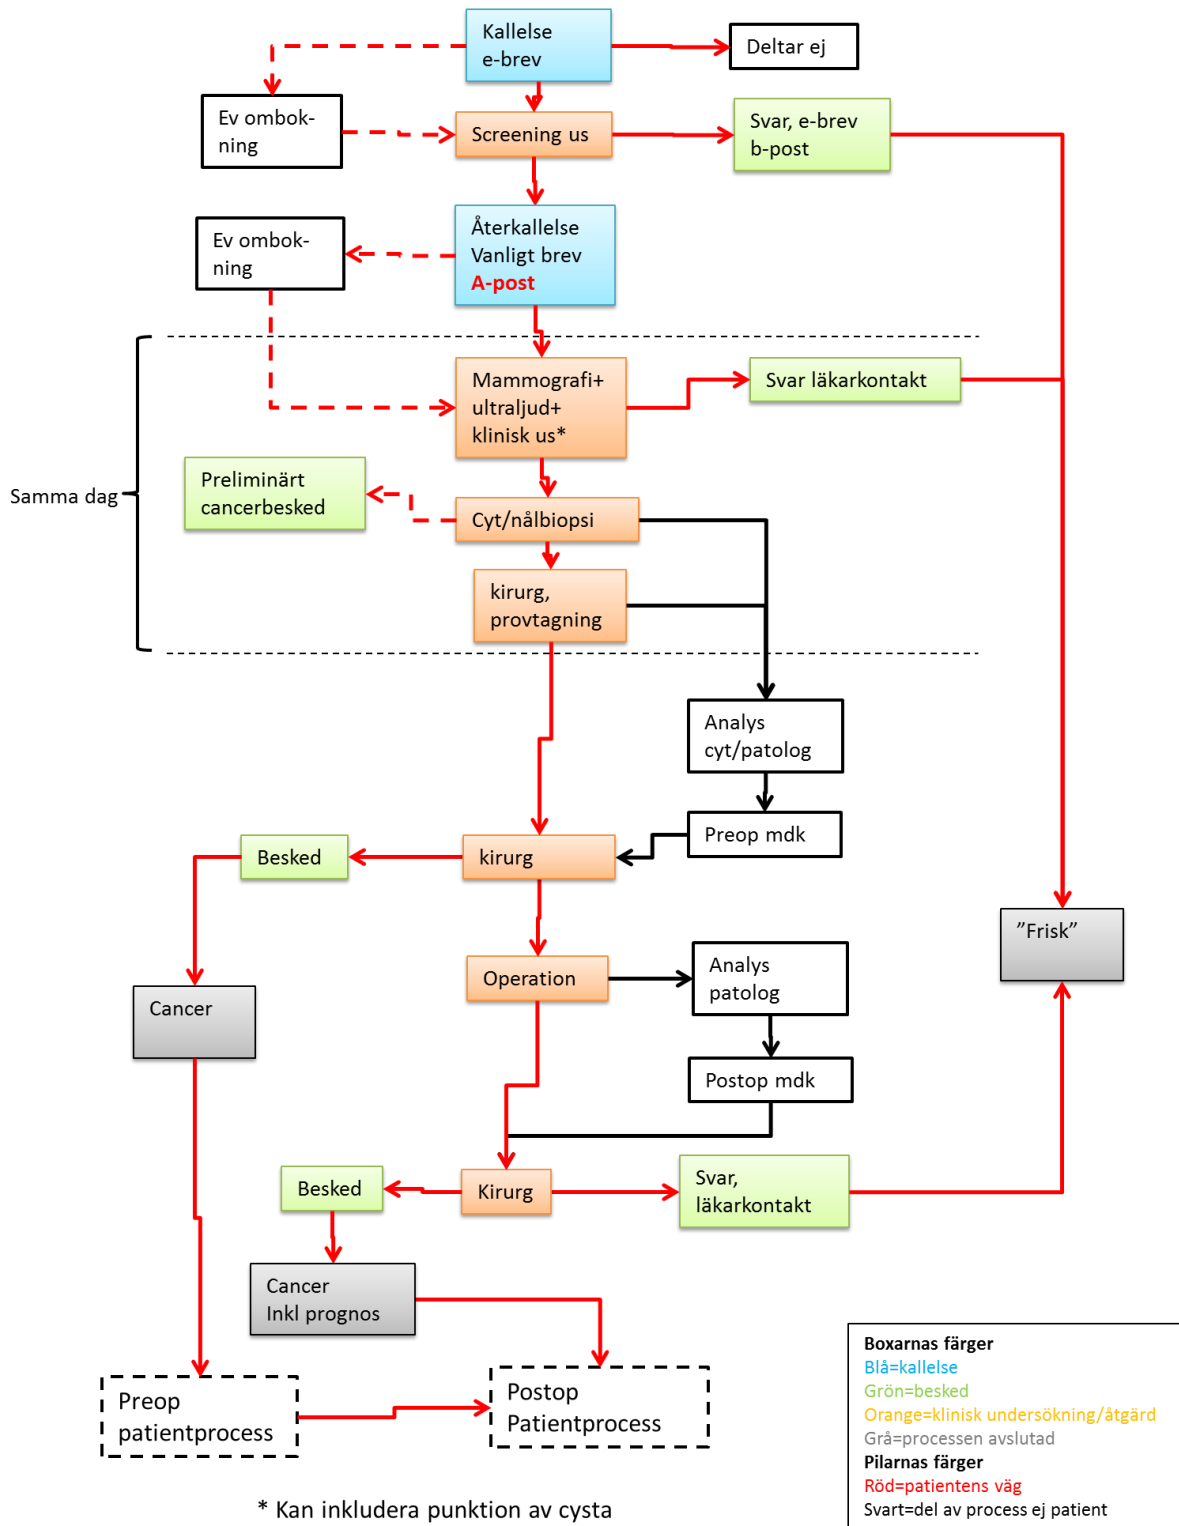 Kallelse
e-brev
Deltar ej
Ev ombok-
ning
Screening us
Svar, e-brev
b-post
Ev ombok-
ning
Återkallelse
Vanligt brev
A-post
Mammografi+
ultraljud+
klinisk us*
Svar läkarkontakt
Samma dag
Preliminärt
cancerbesked
Cyt/nålbiopsi
kirurg,
provtagning
Analys
cyt/patolog
Preop mdk
Besked
kirurg
"Frisk"
Operation
Analys
patolog
Cancer
Postop mdk
Besked
Kirurg
Svar,
läkarkontakt
Cancer
Inkl prognos
Preop
patientprocess
Postop
Patientprocess
Boxarnas färger
Blå=kallelse
Grön=besked
Orange=klinisk undersökning/åtgärd
Grå=processen avslutad
Pilarnas färger
Röd=patientens väg
Svart=del av process ej patient
* Kan inkludera punktion av cysta